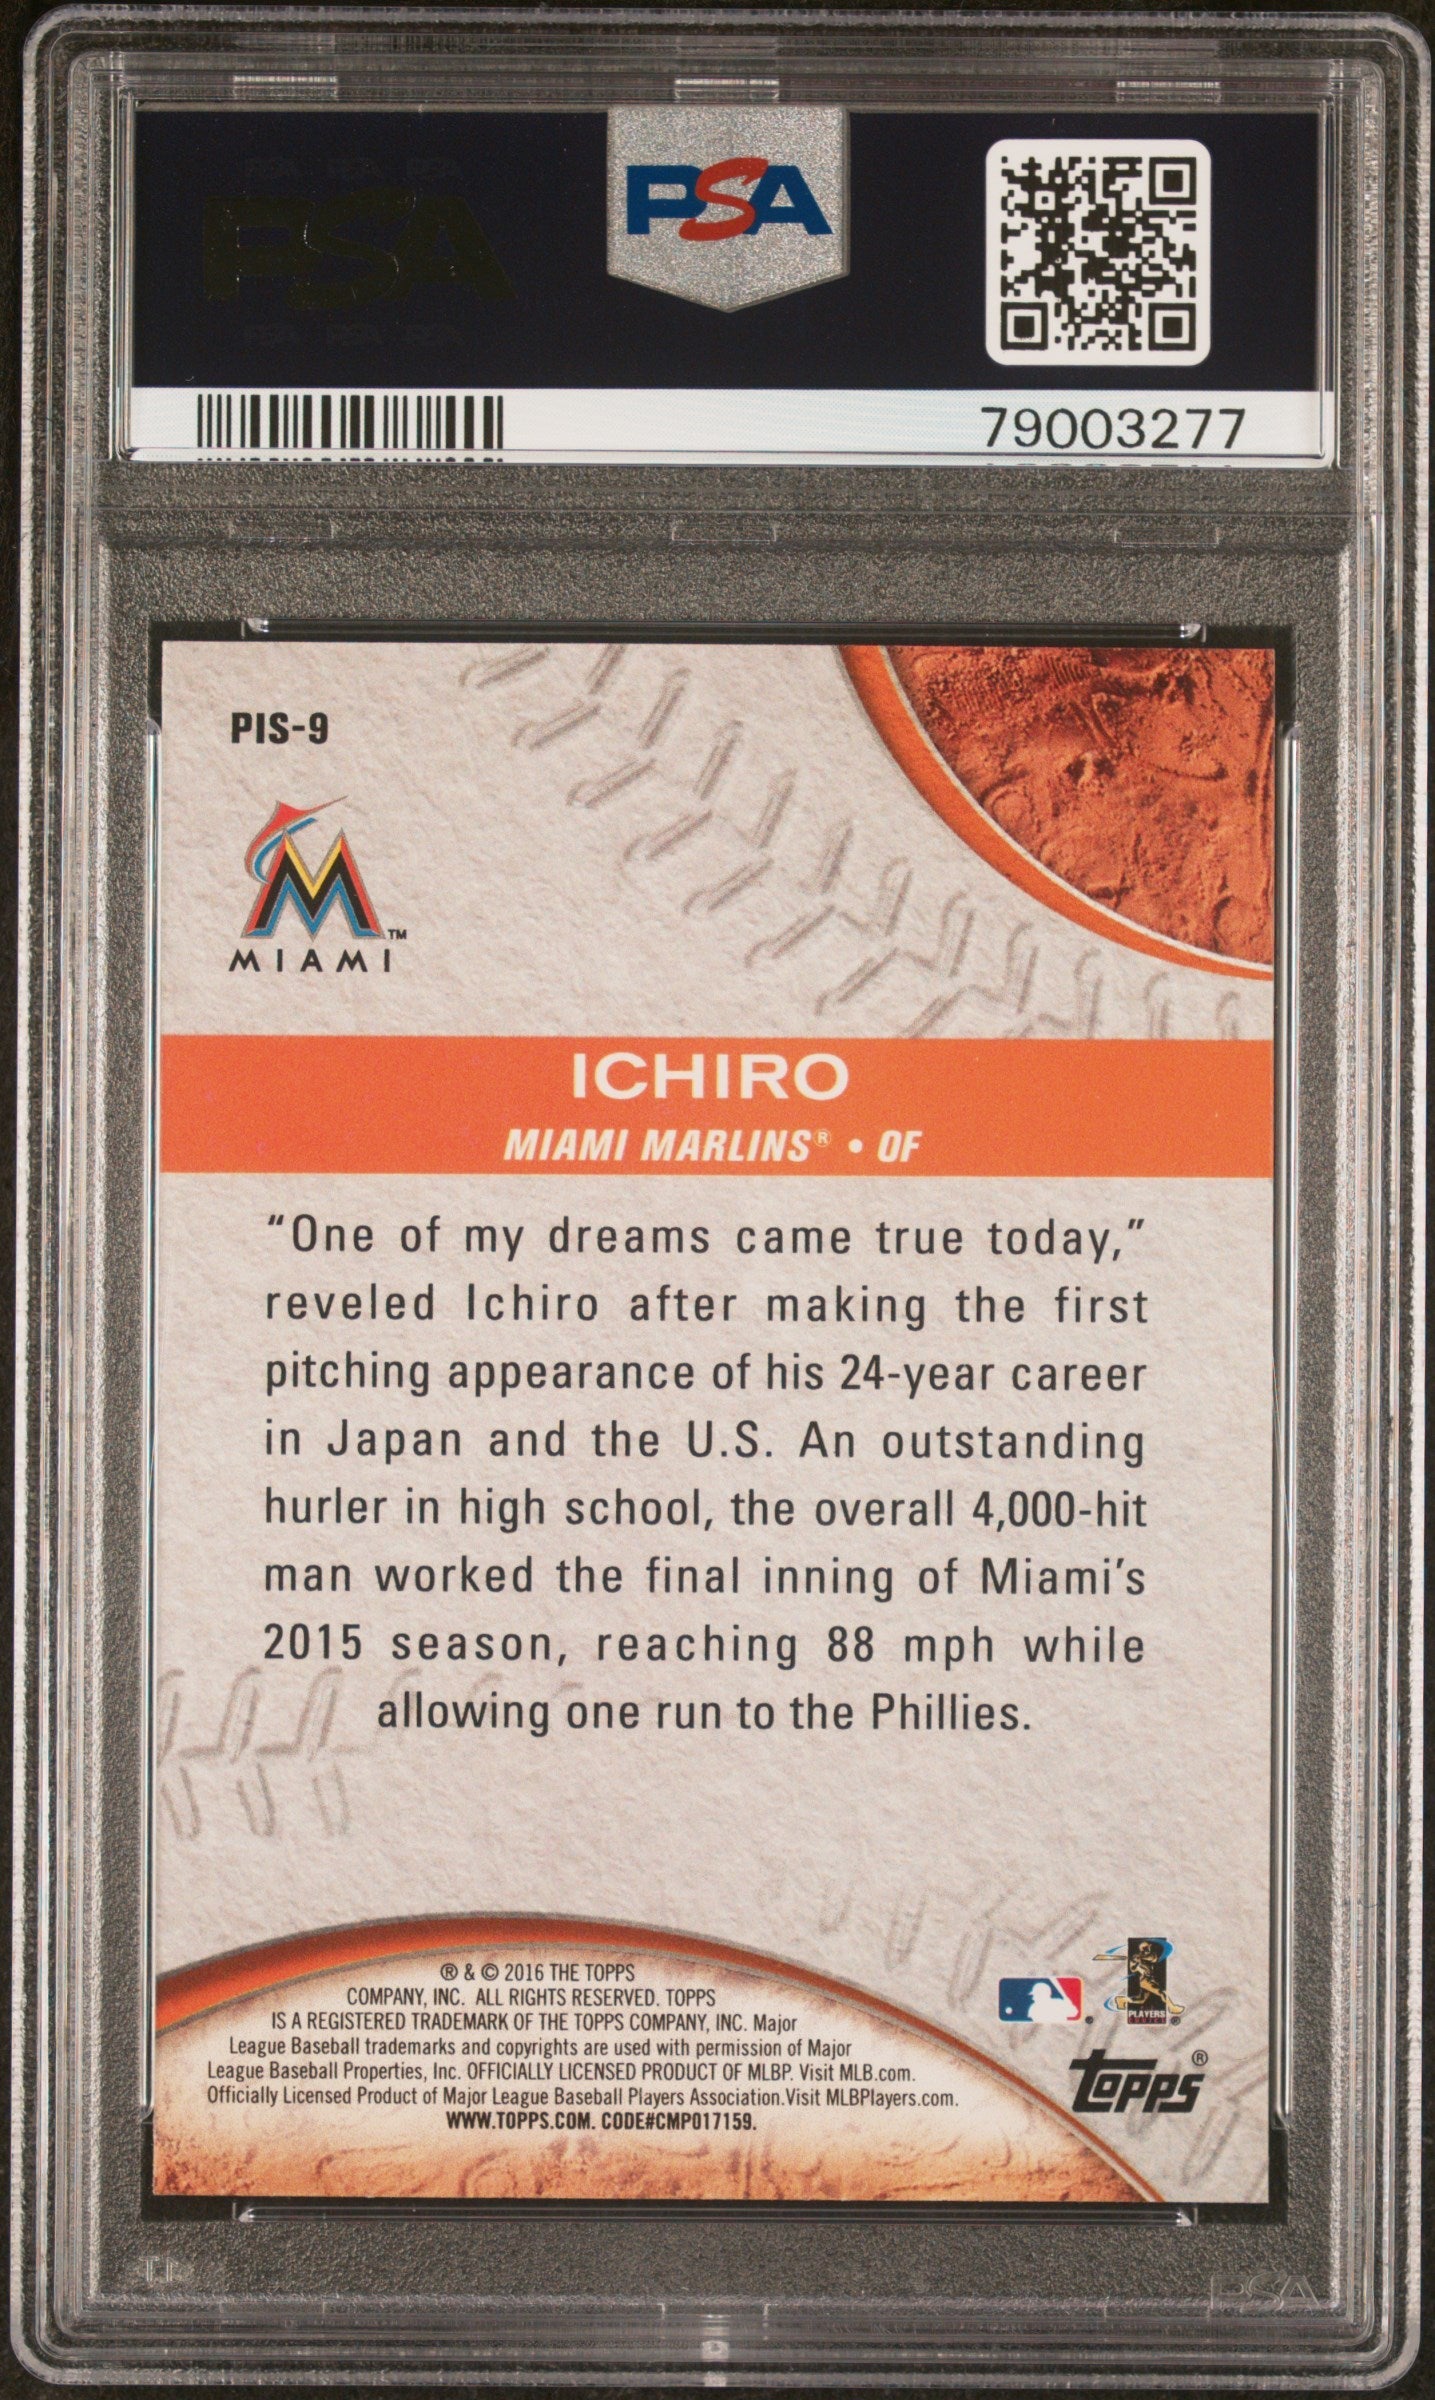 PSA
79003277
PIS-9
MIAMI™
ICHIRO
MIAMI MARLINS® • OF
“One of my dreams came true today,”
reveled Ichiro after making the first
pitching appearance of his 24-year career
in Japan and the U.S. An outstanding
hurler in high school, the overall 4,000-hit
man worked the final inning of Miami’s
2015 season, reaching 88 mph while
allowing one run to the Phillies.
® & © 2016 THE TOPPS
COMPANY, INC. ALL RIGHTS RESERVED. TOPPS
IS A REGISTERED TRADEMARK OF THE TOPPS COMPANY, INC. Major
League Baseball trademarks and copyrights are used with permission of Major
League Baseball Properties, Inc. OFFICIALLY LICENSED PRODUCT OF MLBP. Visit MLB.com.
Officially Licensed Product of Major League Baseball Players Association.Visit MLBPlayers.com.
WWW.TOPPS.COM. CODE#CMP017159.
PLAYERS
CHOICE®
Topps®
PSA